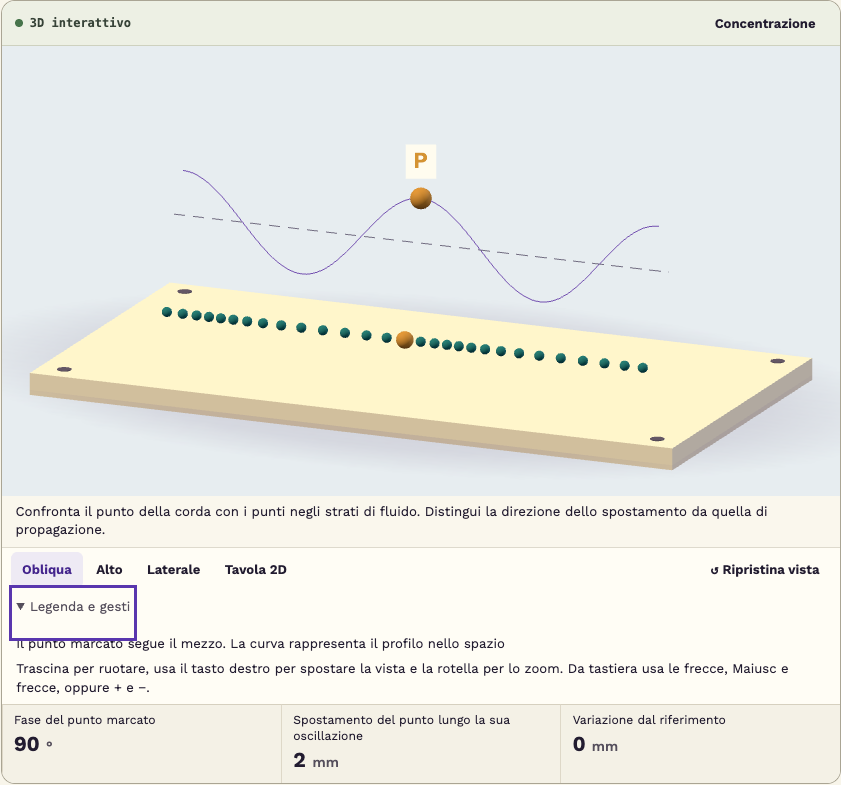 3D interattivo
Concentrazione
P
Confronta il punto della corda con i punti negli strati di fluido. Distingui la direzione dello spostamento da quella di
propagazione.
Obliqua
Alto
Laterale
Tavola 2D
↺ Ripristina vista
▼ Legenda e gesti
Il punto marcato segue il mezzo. La curva rappresenta il profilo nello spazio
Trascina per ruotare, usa il tasto destro per spostare la vista e la rotella per lo zoom. Da tastiera usa le frecce, Maiusc e
frecce, oppure + e −.
Fase del punto marcato
90 °
Spostamento del punto lungo la sua
oscillazione
2 mm
Variazione dal riferimento
0 mm